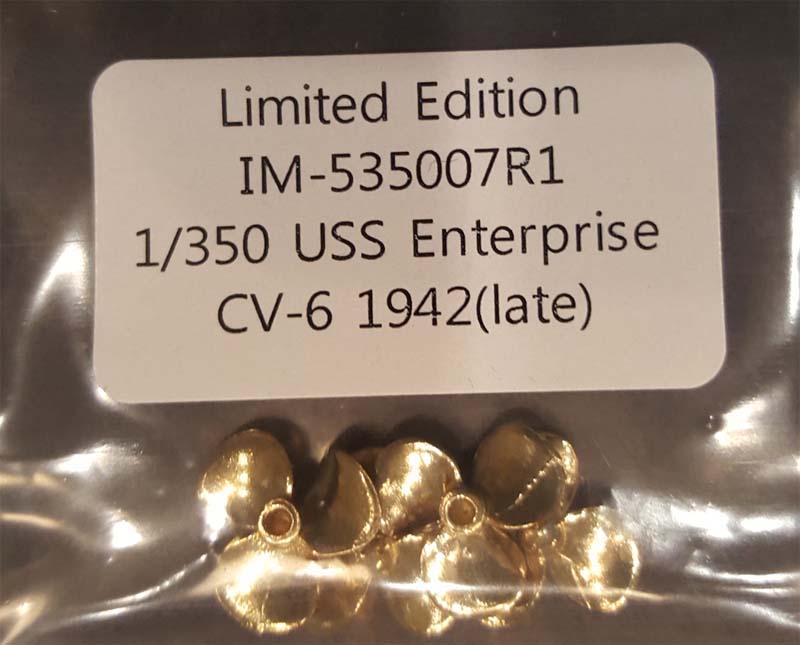 Limited Edition
IM-535007R1
1/350 USS Enterprise
CV-6 1942(late)